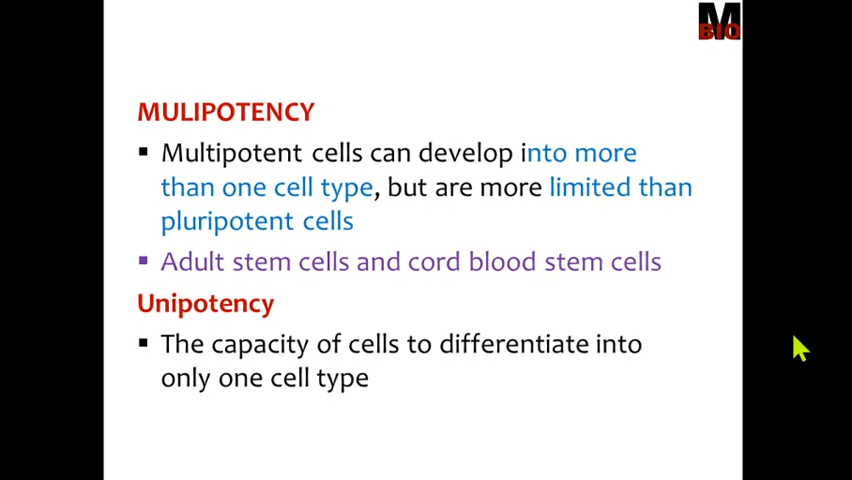 M
BIO
MULIPOTENCY
▪ Multipotent cells can develop into more
than one cell type, but are more limited than
pluripotent cells
▪ Adult stem cells and cord blood stem cells
Unipotency
▪ The capacity of cells to differentiate into
only one cell type